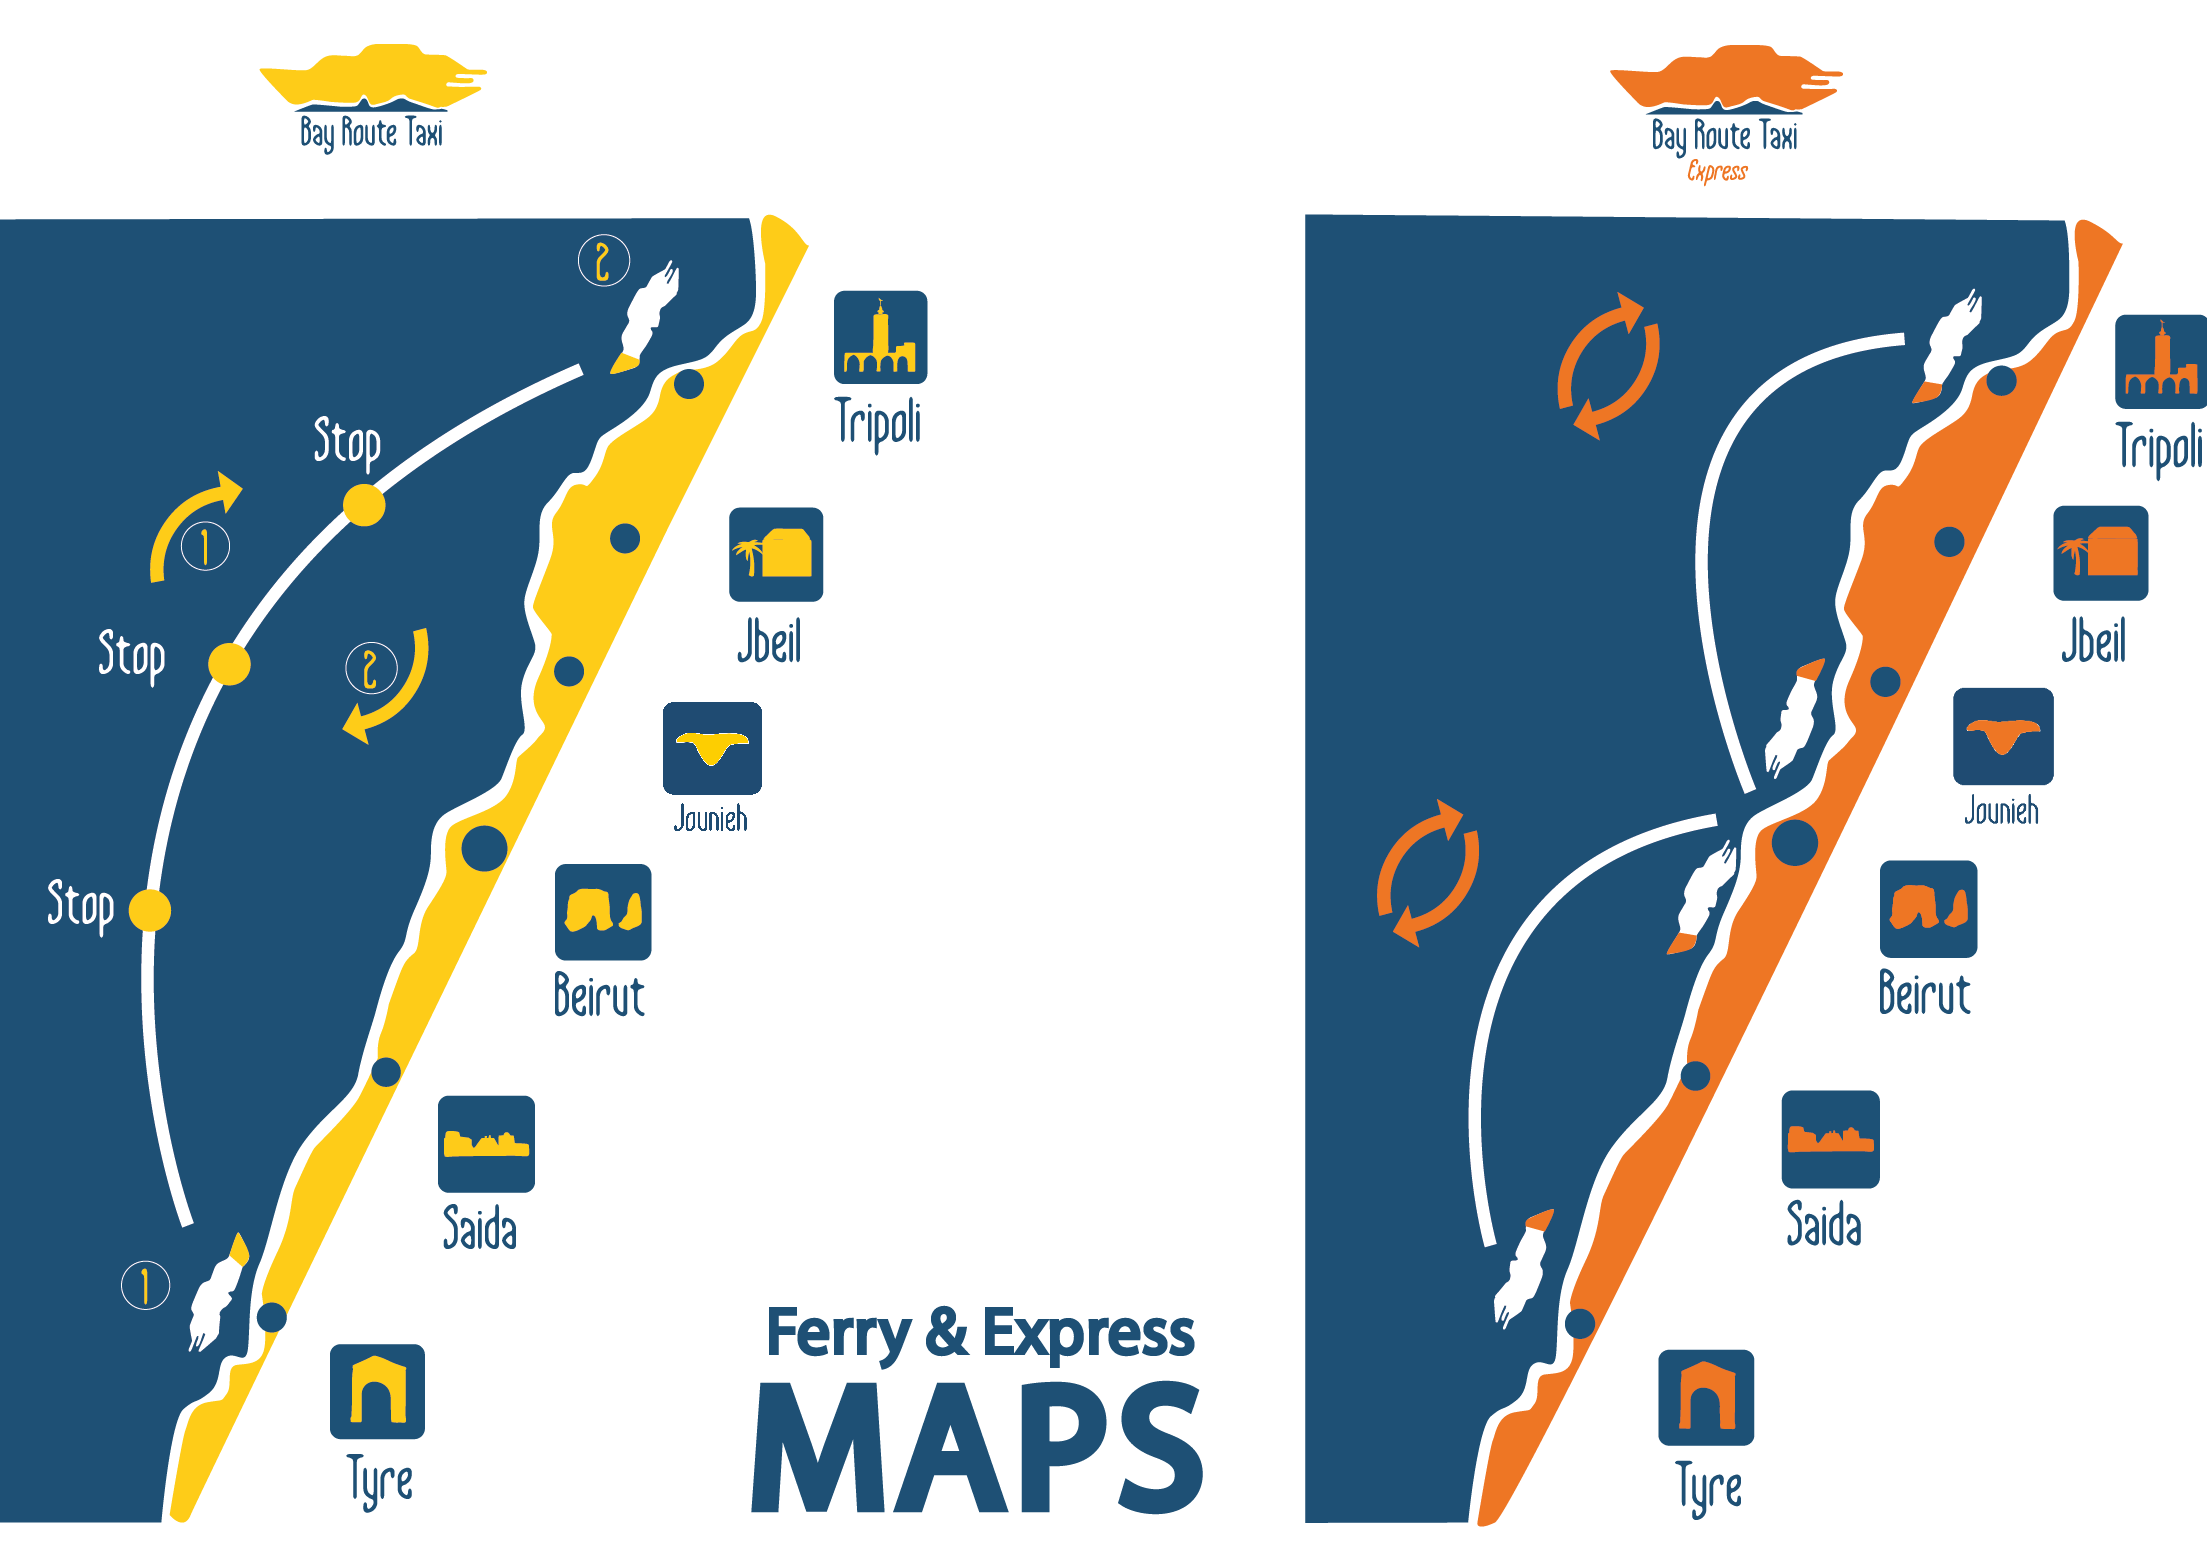 Bay Route Taxi
2
Tripoli
Stop
1
Jbeil
Stop
2
Jounieh
Stop
Beirut
Saida
1
Tyre
Ferry & Express
MAPS
Bay Route Taxi
Express
Tripoli
Jbeil
Jounieh
Beirut
Saida
Tyre